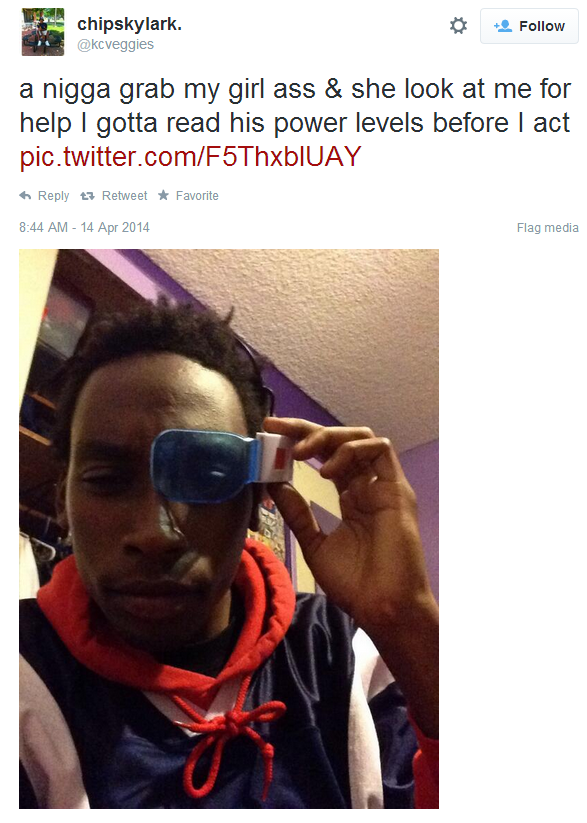 chipskylark.
@kcveggies
Follow
a nigga grab my girl ass & she look at me for
help I gotta read his power levels before I act
pic.twitter.com/F5ThxblUAY
Reply Retweet Favorite
8:44 AM - 14 Apr 2014
Flag media